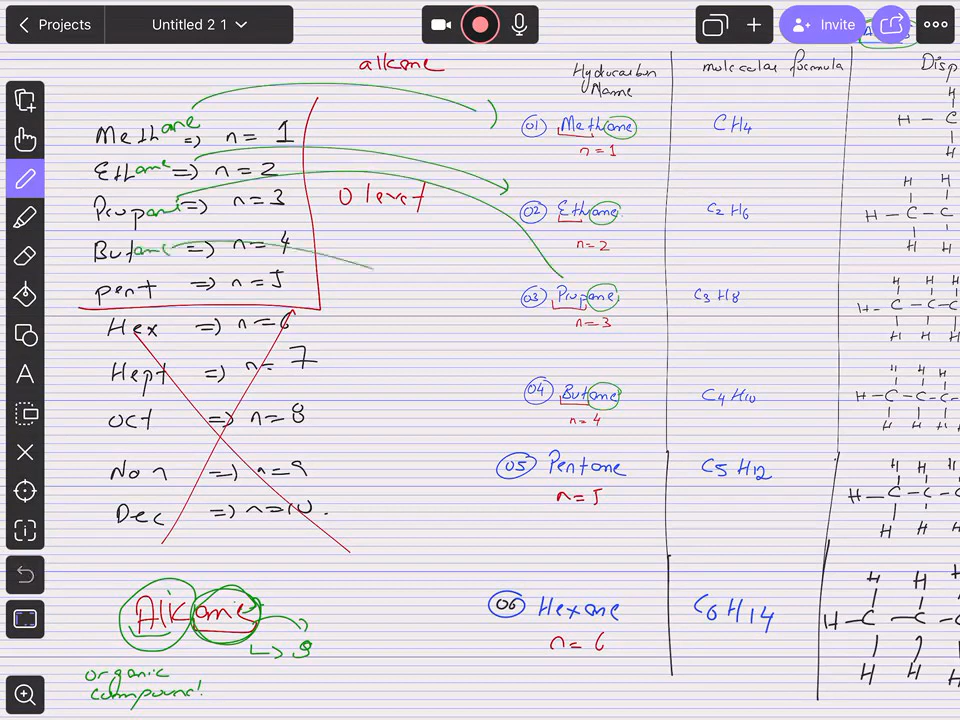 Projects
Untitled 2 1
Invite
alkane
Methane => n = 1
Ethane => n = 2
Propane => n = 3
Butane => n = 4
pent => n = 5
O level
Hex => n = 6
Hept => n = 7
Oct => n = 8
Non => n = 9
Dec => n = 10.
Alkane
organic
compound!
Hydrocarbon
Name
molecular formula
Disp
01) Methane
n = 1
CH4
H — C
H
H
02) Ethane
n = 2
C2H6
H H
H — C — C
H H
03) Propane
n = 3
C3H8
H H H
H — C — C — C
H H H
04) Butane
n = 4
C4H10
H H H
H — C — C — C
H H H
05) Pentane
n = 5
C5H12
H H H
H — C — C — C
H H H
06) Hexane
n = 6
C6H14
H H H
H — C — C — C
H H H